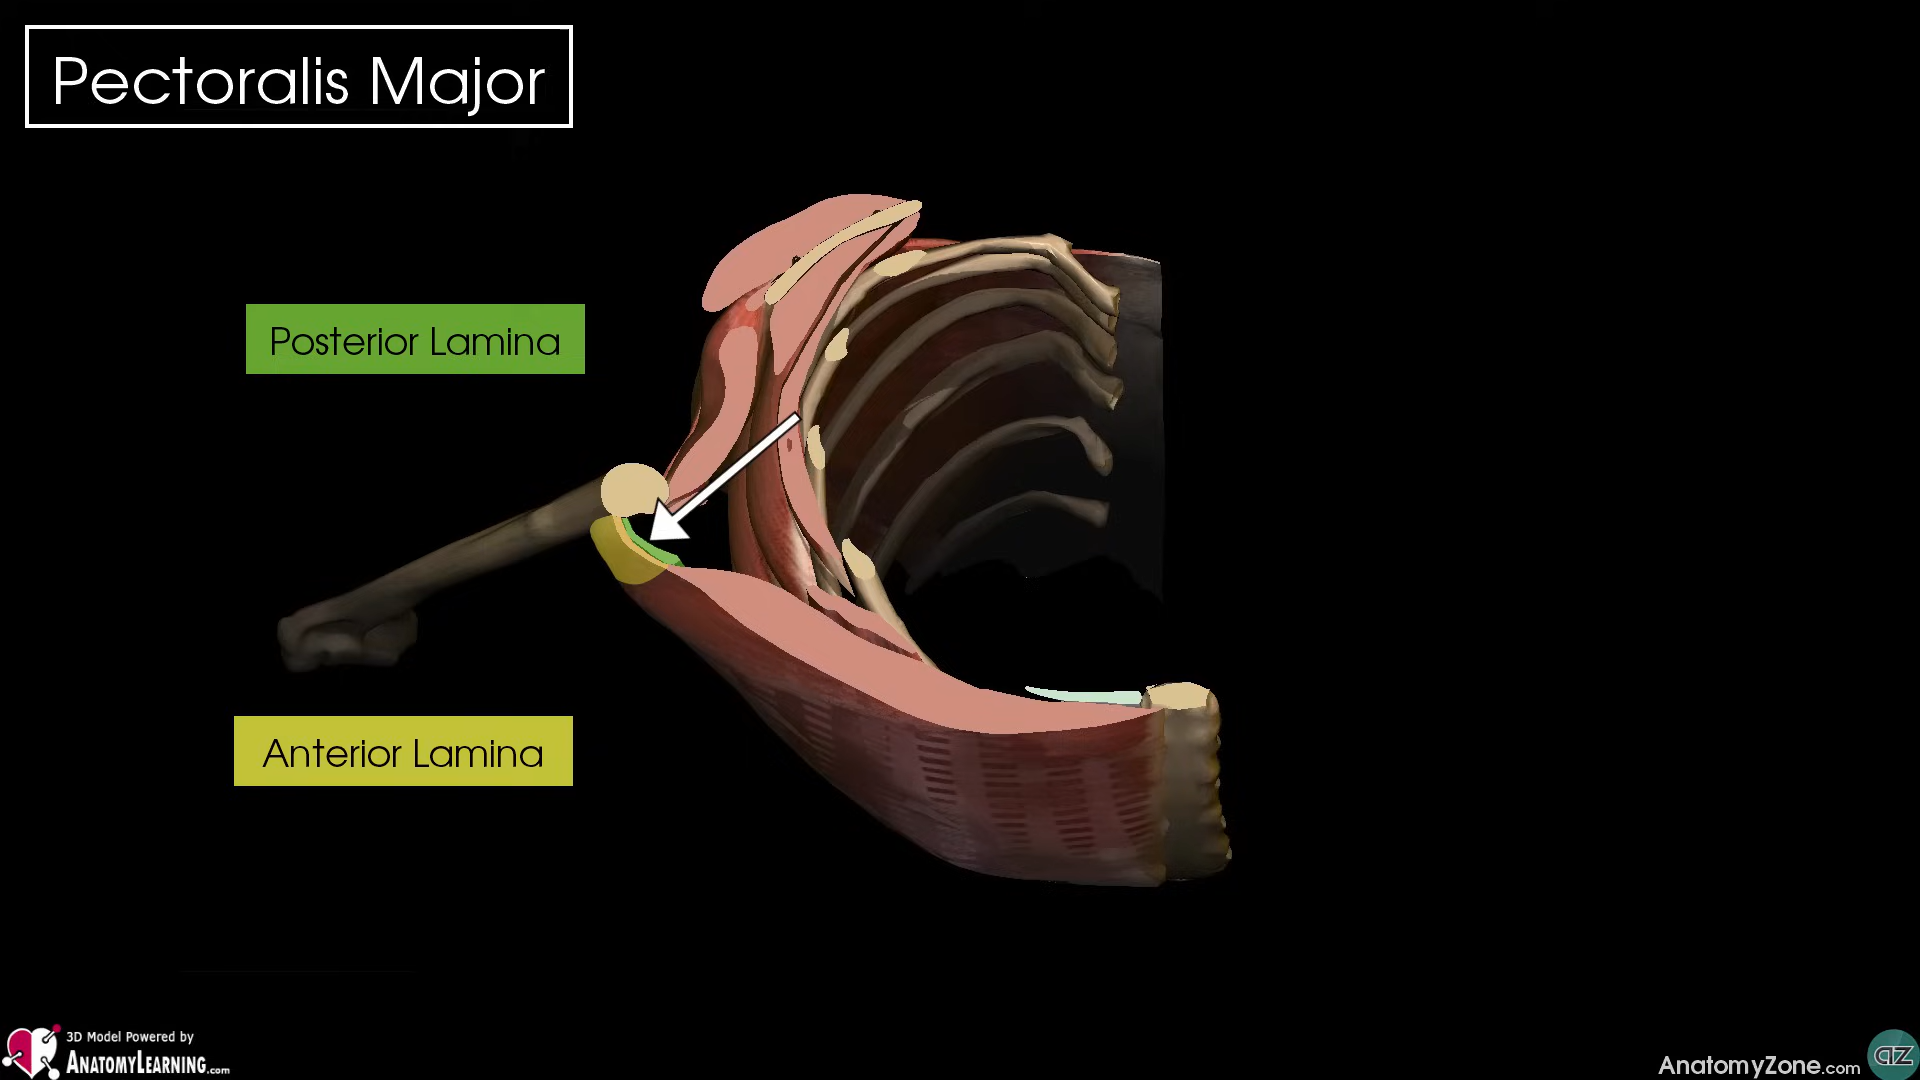 Pectoralis Major
Posterior Lamina
Anterior Lamina
3D Model Powered by
ANATOMYLEARNING.com
AnatomyZone.com
az